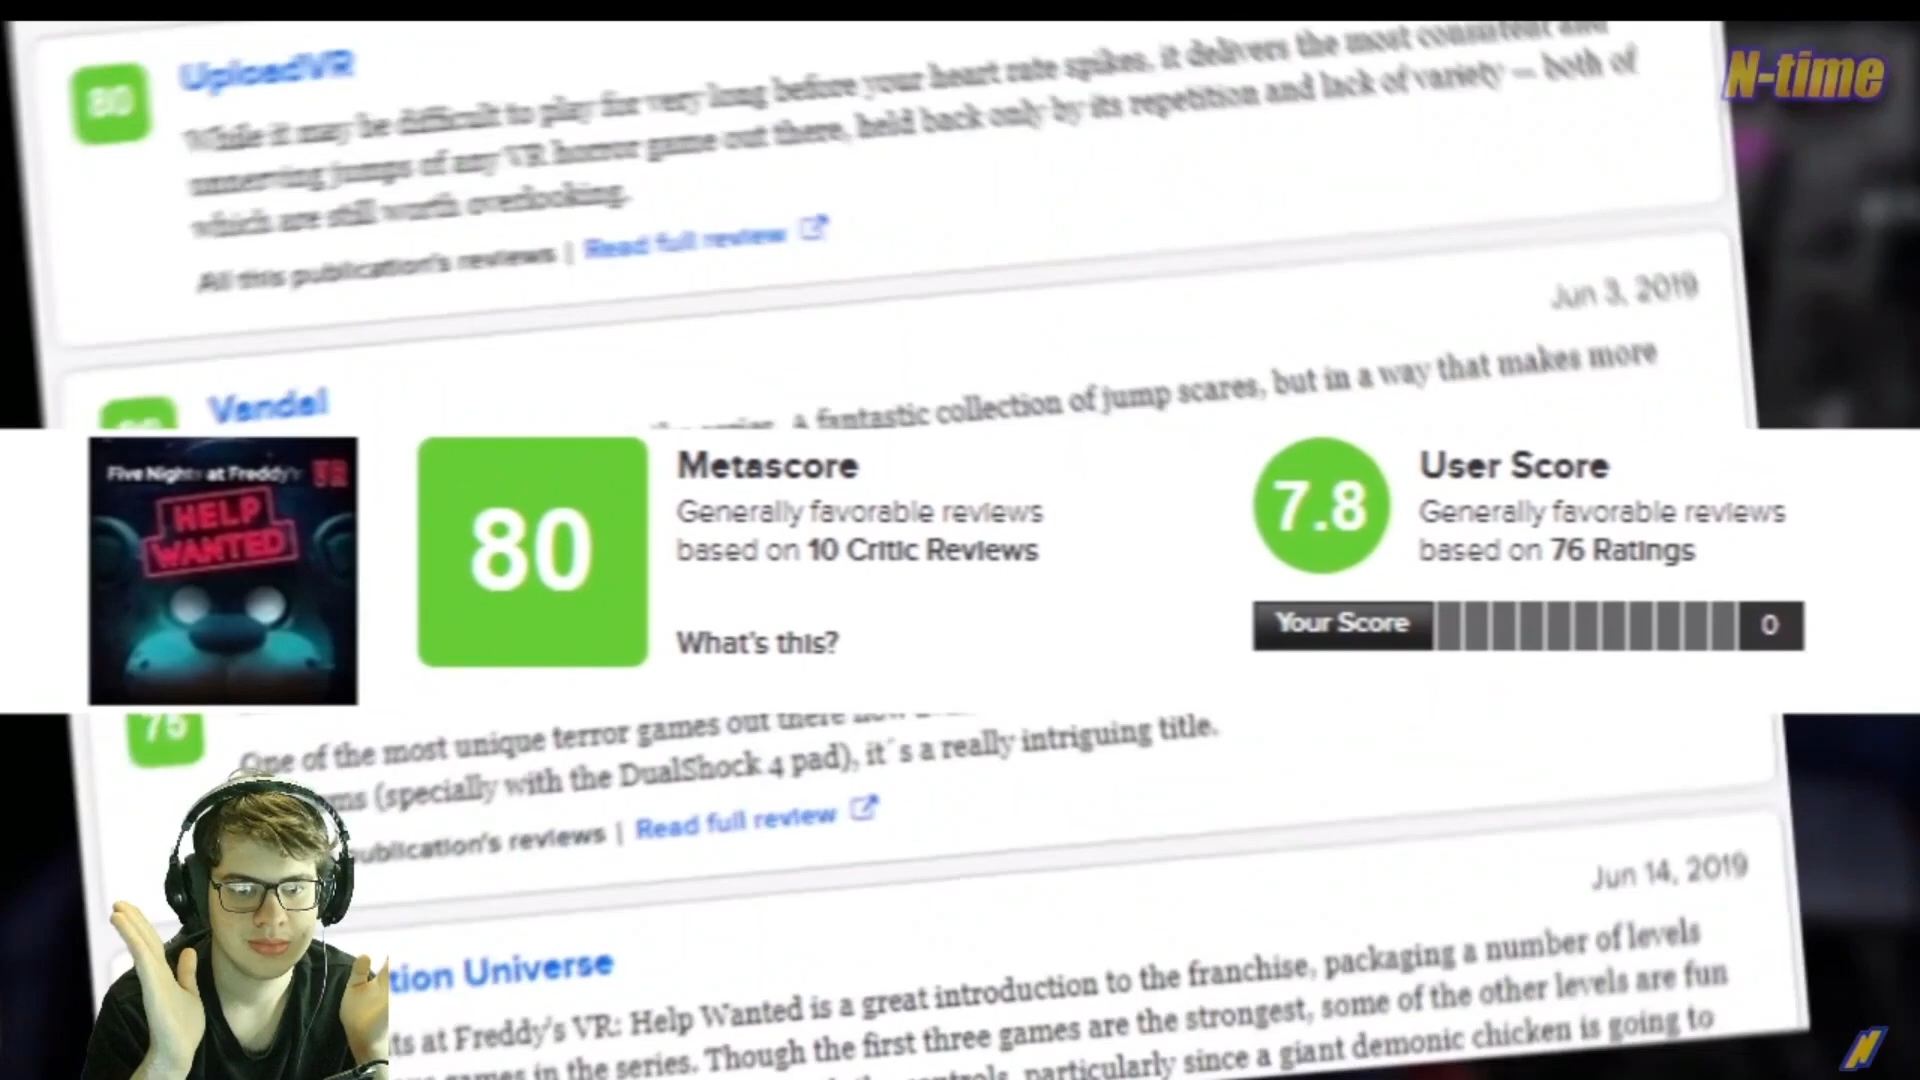 N-time
80
UploadVR
While it may be difficult to play for very long before your heart rate spikes, it delivers the most consistent and
unnerving jumps of any VR horror game out there, held back only by its repetition and lack of variety — both of
which are still worth overlooking.
All this publication's reviews | Read full review
Jun 3, 2019
Vandal
A fantastic collection of jump scares, but in a way that makes more
Five Nights at Freddy's VR
HELP
WANTED
80
Metascore
Generally favorable reviews
based on 10 Critic Reviews
What's this?
7.8
User Score
Generally favorable reviews
based on 76 Ratings
Your Score
0
75
One of the most unique terror games out there now
ms (specially with the DualShock 4 pad), it´s a really intriguing title.
ublication's reviews | Read full review
Jun 14, 2019
tion Universe
ts at Freddy's VR: Help Wanted is a great introduction to the franchise, packaging a number of levels
games in the series. Though the first three games are the strongest, some of the other levels are fun
controls, particularly since a giant demonic chicken is going to
N